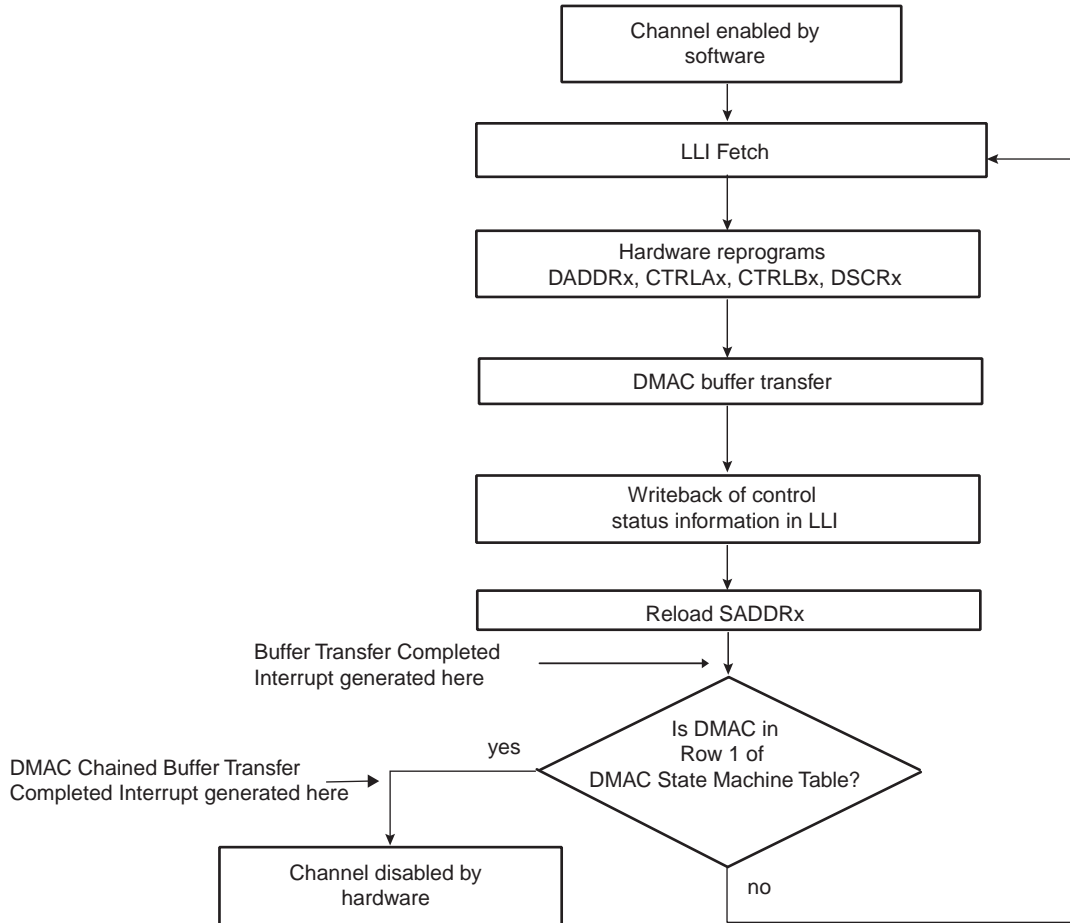 Channel enabled by
software
LLI Fetch
Hardware reprograms
DADDRx, CTRLAx, CTRLBx, DSCRx
DMAC buffer transfer
Writeback of control
status information in LLI
Reload SADDRx
Buffer Transfer Completed
Interrupt generated here
Is DMAC in
Row 1 of
DMAC State Machine Table?
yes
DMAC Chained Buffer Transfer
Completed Interrupt generated here
Channel disabled by
hardware
no